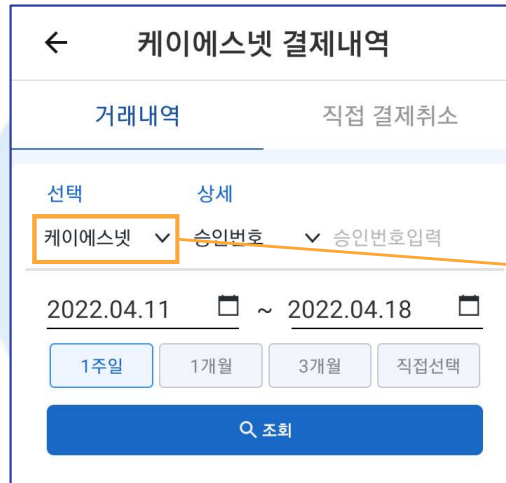 케이에스넷 결제내역
거래내역 직접 결제취소
선택 상세
케이에스넷 승인번호 승인번호입력
2022.04.11 ~ 2022.04.18
1주일 1개월 3개월 직접선택
조회